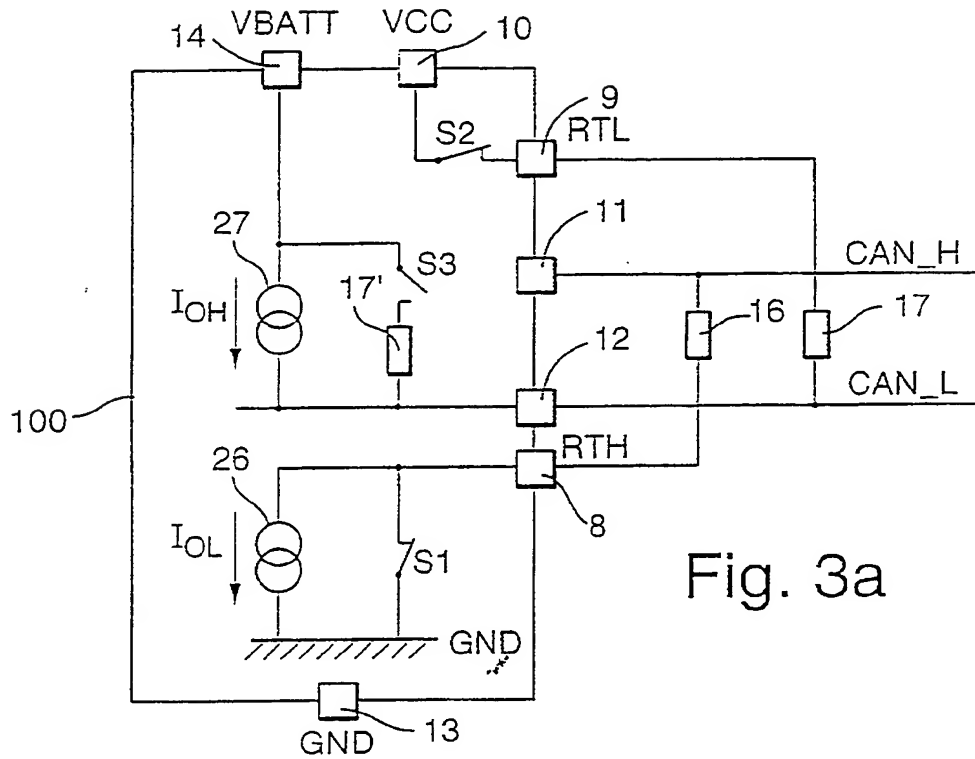 VBATT VCC
14 10
9
RTL
S2
11
27
S3
CAN_H
17'
I_OH
16 17
12
CAN_L
100
RTH
26
8
I_OL
S1
Fig. 3a
GND
13
GND